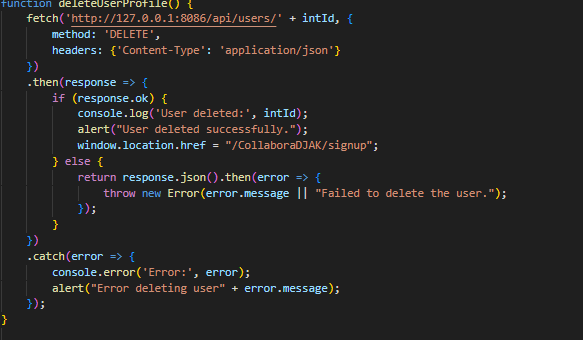 function deleteUserProfile() {
    fetch('http://127.0.0.1:8086/api/users/' + intId, {
        method: 'DELETE',
        headers: {'Content-Type': 'application/json'}
    })
    .then(response => {
        if (response.ok) {
            console.log('User deleted:', intId);
            alert("User deleted successfully.");
            window.location.href = "/CollaboraDJAK/signup";
        } else {
            return response.json().then(error => {
                throw new Error(error.message || "Failed to delete the user.");
            });
        }
    })
    .catch(error => {
        console.error('Error:', error);
        alert("Error deleting user" + error.message);
    });
}